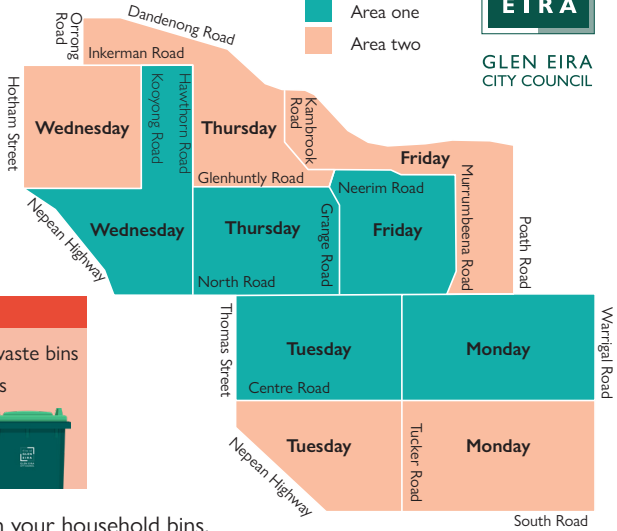 EIRA
GLEN EIRA
CITY COUNCIL
Area one
Area two
Orrong
Road
Dandenong Road
Inkerman Road
Hotham Street
Wednesday
Kooyong Road
Hawthorn Road
Thursday
Kambrook
Road
Friday
Glenhuntly Road
Neerim Road
Murrumbeena Road
Nepean Highway
Wednesday
Thursday
Grange Road
Friday
Poath Road
North Road
waste bins
s
Thomas Street
Tuesday
Monday
Warrigal Road
Centre Road
Nepean Highway
Tuesday
Tucker Road
Monday
South Road
n your household bins.